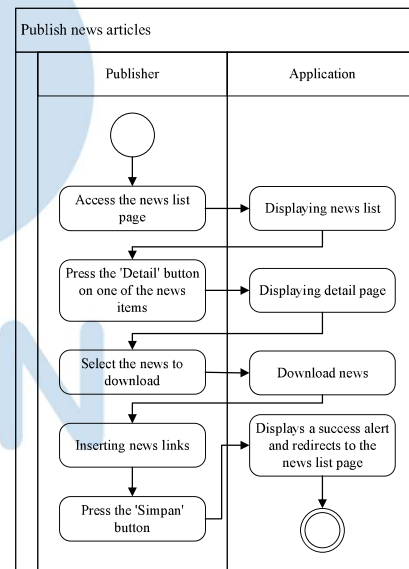 Publish news articles
Publisher
Application
Access the news list
page
Displaying news list
Press the 'Detail' button
on one of the news
items
Displaying detail page
Select the news to
download
Download news
Inserting news links
Displays a success alert
and redirects to the
news list page
Press the 'Simpan'
button